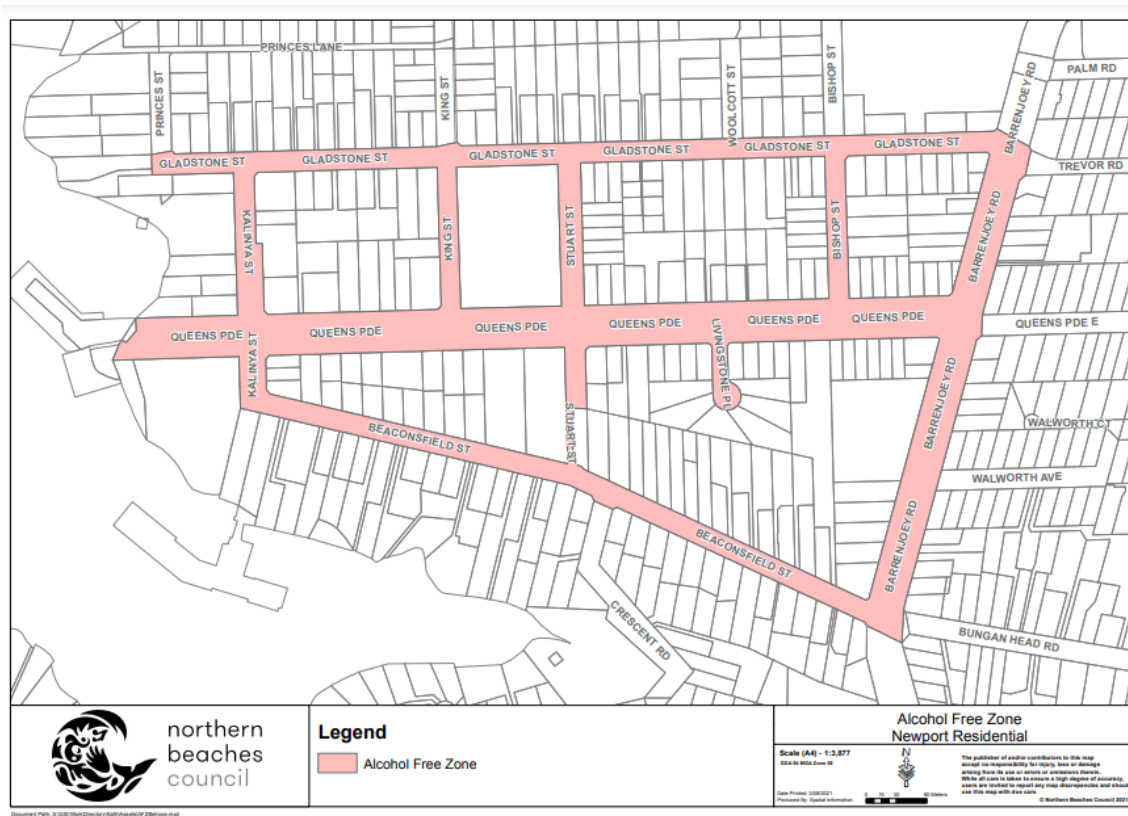 PRINCES LANE
PRINCES ST
KING ST
WOOLCOTT ST
BISHOP ST
BARRENJOEY RD
PALM RD
GLADSTONE ST
GLADSTONE ST
GLADSTONE ST
GLADSTONE ST
GLADSTONE ST
GLADSTONE ST
TREVOR RD
KALINYA ST
KING ST
STUART ST
BISHOP ST
BARRENJOEY RD
QUEENS PDE
QUEENS PDE
QUEENS PDE
QUEENS PDE
QUEENS PDE
QUEENS PDE
QUEENS PDE E
KALINYA ST
LIVINGSTONE PL
BARRENJOEY RD
STUART ST
BEACONSFIELD ST
WALWORTH CT
WALWORTH AVE
BEACONSFIELD ST
BARRENJOEY RD
CRESCENT RD
BUNGAN HEAD RD
northern
beaches
council
Legend
Alcohol Free Zone
Alcohol Free Zone
Newport Residential
Scale (A4) - 1:3,877
N
The publisher of and/or contributors to this map
accept no responsibility for injury, loss or damage
arising from its use or errors or omissions therein.
While all care is taken to ensure a high degree of accuracy,
users are invited to report any map discrepancies and should
use this map with due care.
© Northern Beaches Council 2021
Produced By: Spatial Information